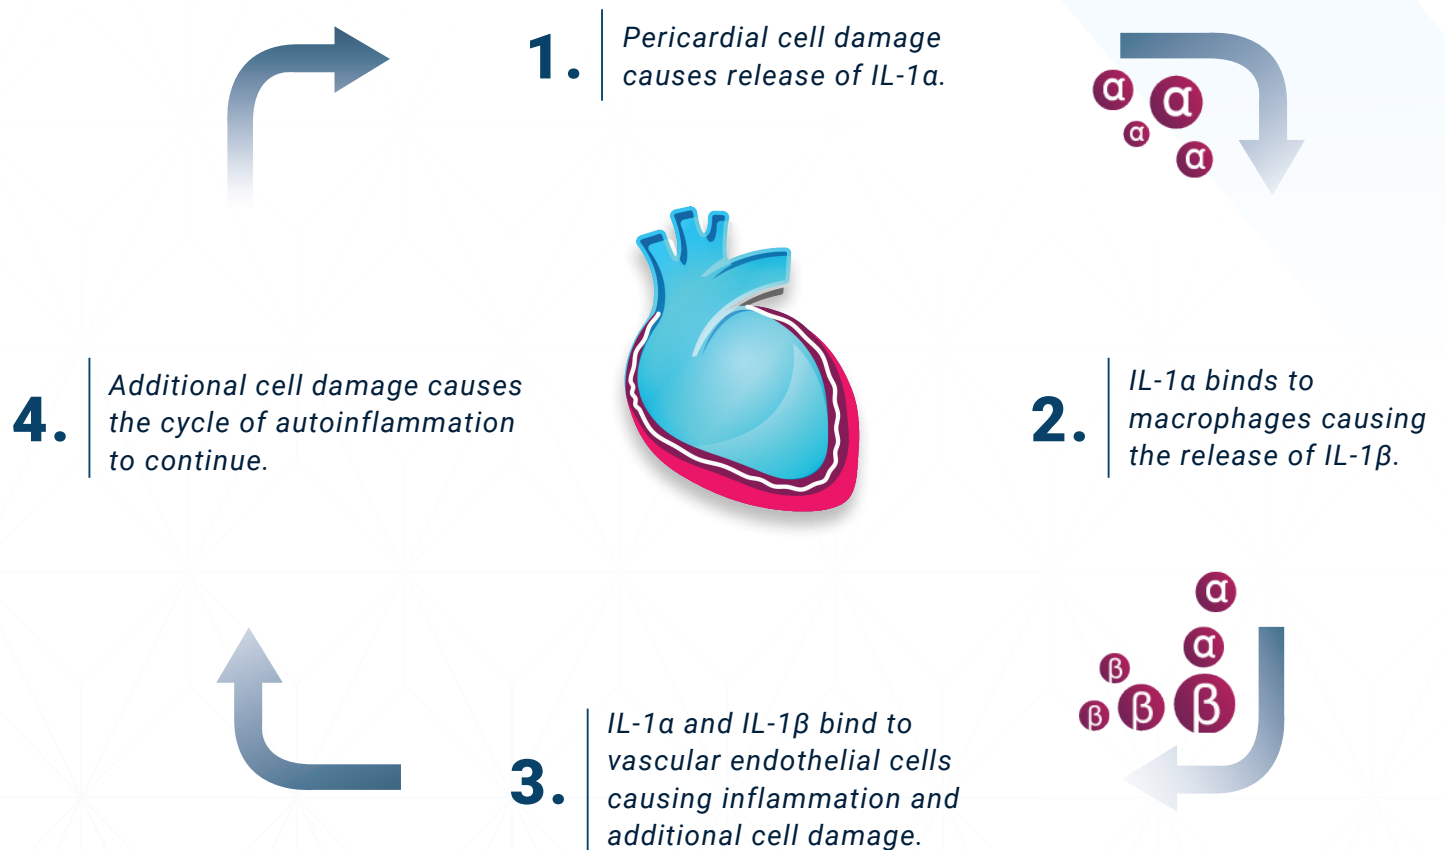 1.
Pericardial cell damage
causes release of IL-1α.
α
α
α
α
2.
IL-1α binds to
macrophages causing
the release of IL-1β.
α
α
β
β
β
β
3.
IL-1α and IL-1β bind to
vascular endothelial cells
causing inflammation and
additional cell damage.
4.
Additional cell damage causes
the cycle of autoinflammation
to continue.